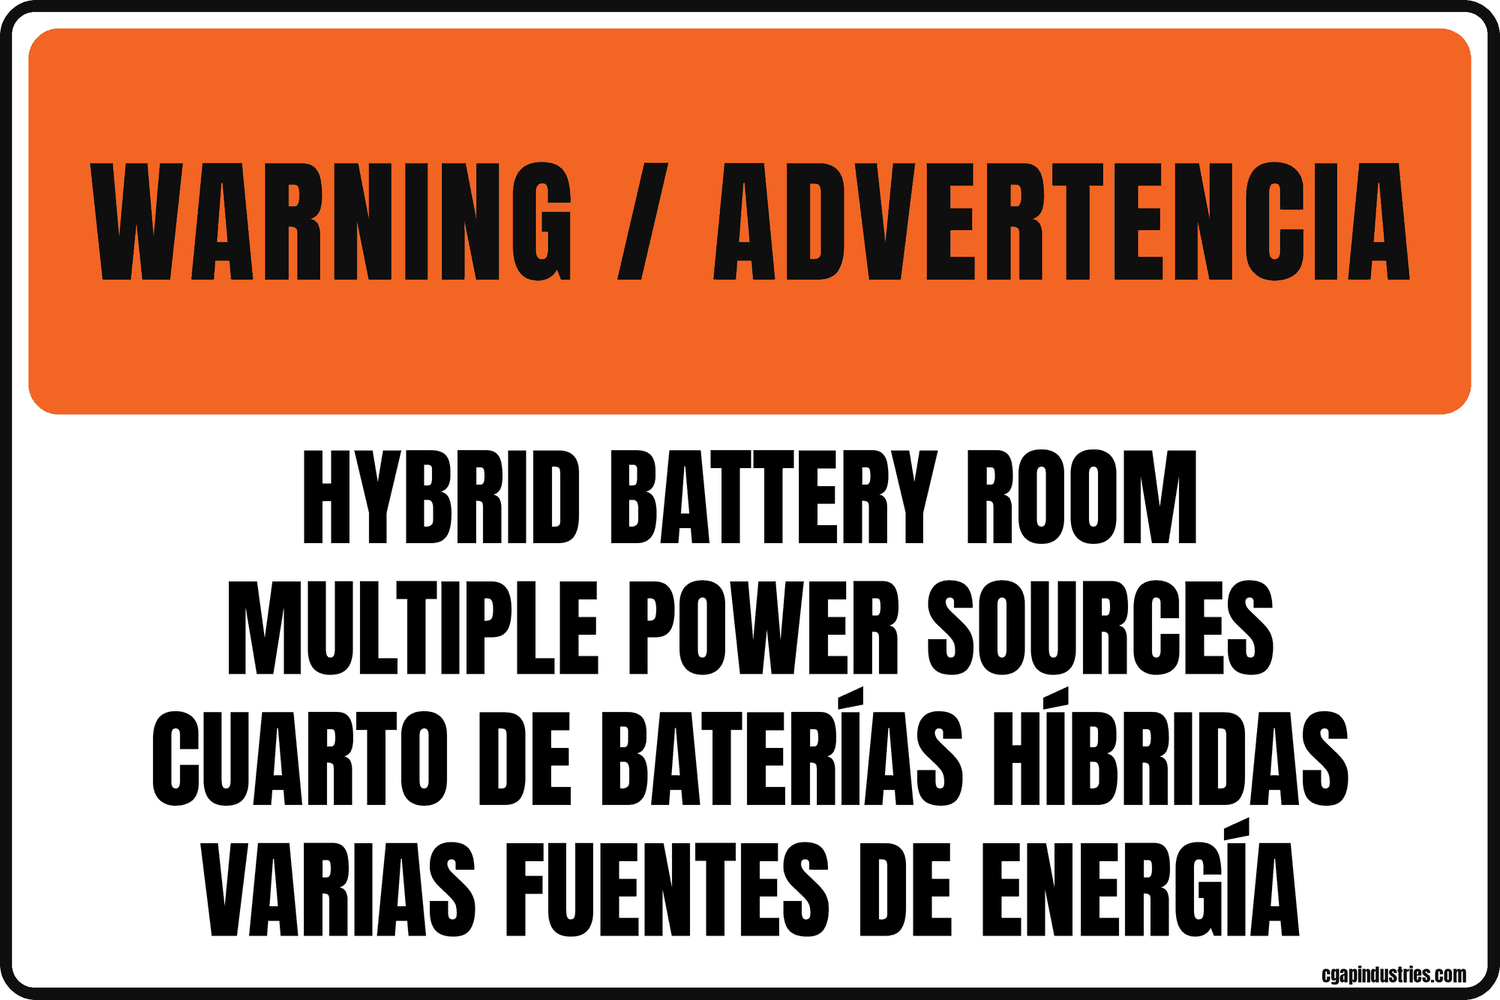 WARNING / ADVERTENCIA
HYBRID BATTERY ROOM
MULTIPLE POWER SOURCES
CUARTO DE BATERÍAS HÍBRIDAS
VARIAS FUENTES DE ENERGÍA
cgapindustries.com